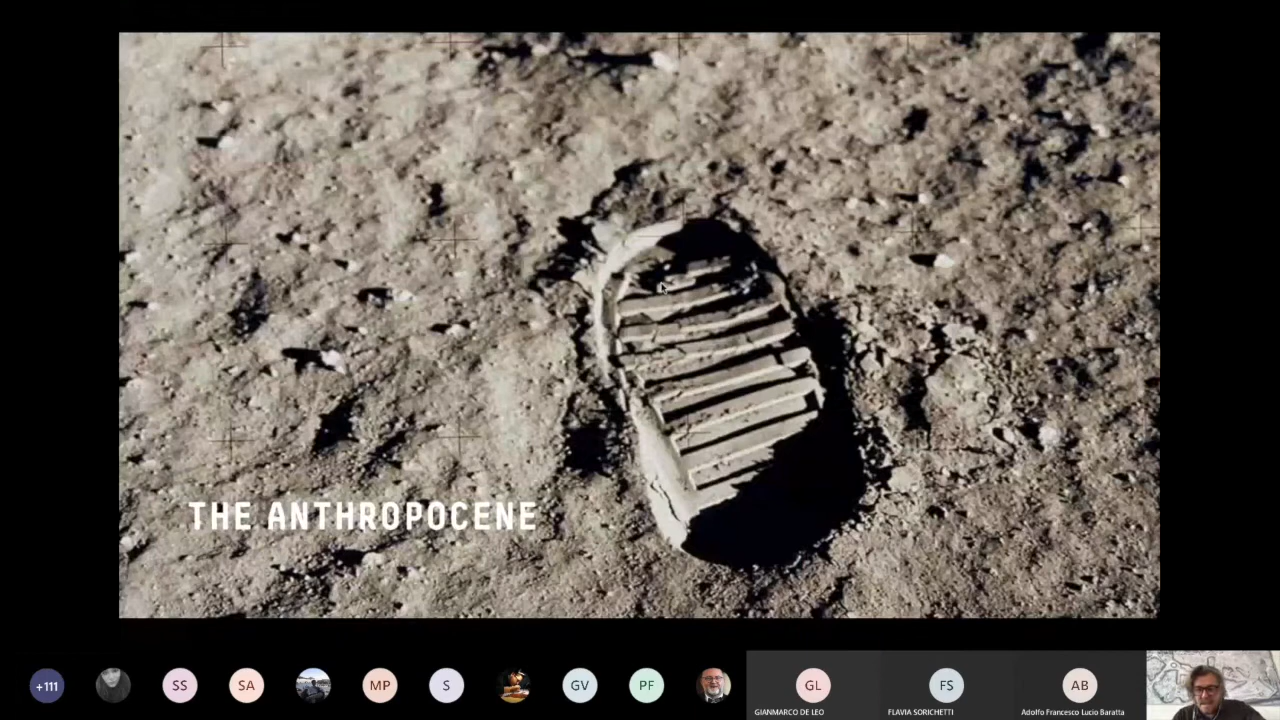 THE ANTHROPOCENE
+111
SS
SA
MP
S
GV
PF
GL
FS
AB
GIANMARCO DE LEO
FLAVIA SORICHETTI
Adolfo Francesco Lucio Baratta